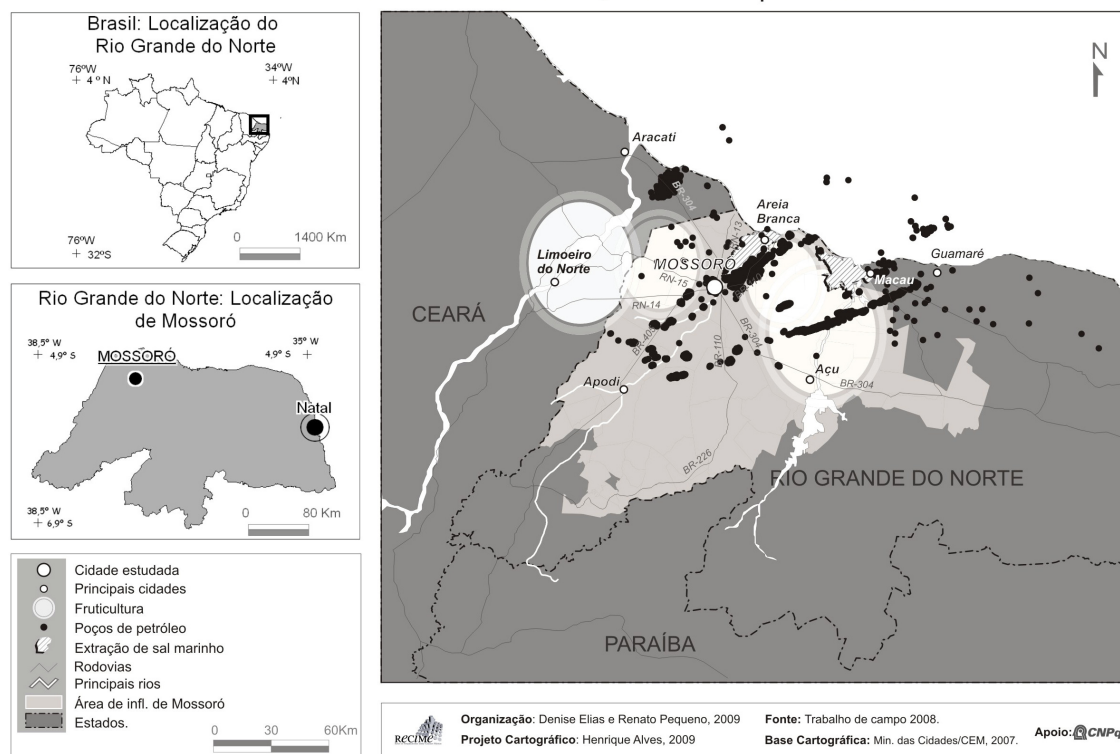 Brasil: Localização do
Rio Grande do Norte
76ºW
4º N
34ºW
4ºN
76ºW
32ºS
0 1400 Km
Rio Grande do Norte: Localização
de Mossoró
38,5º W
4,9º S
35º W
4,9º S
MOSSORÓ
Natal
38,5º W
6,9º S
0 80 Km
Cidade estudada
Principais cidades
Fruticultura
Poços de petróleo
Extração de sal marinho
Rodovias
Principais rios
Área de infl. de Mossoró
Estados.
0 30 60Km
N
Aracati
BR-304
Areia
Branca
RN-13
Limoeiro
do Norte
MOSSORÓ
Guamaré
Macau
RN-15
CEARÁ
RN-14
BR-405
BR-110
BR-304
Apodi
Açu
BR-304
BR-226
RIO GRANDE DO NORTE
PARAÍBA
RECIME
Organização: Denise Elias e Renato Pequeno, 2009
Projeto Cartográfico: Henrique Alves, 2009
Fonte: Trabalho de campo 2008.
Base Cartográfica: Min. das Cidades/CEM, 2007.
Apoio: CNPq